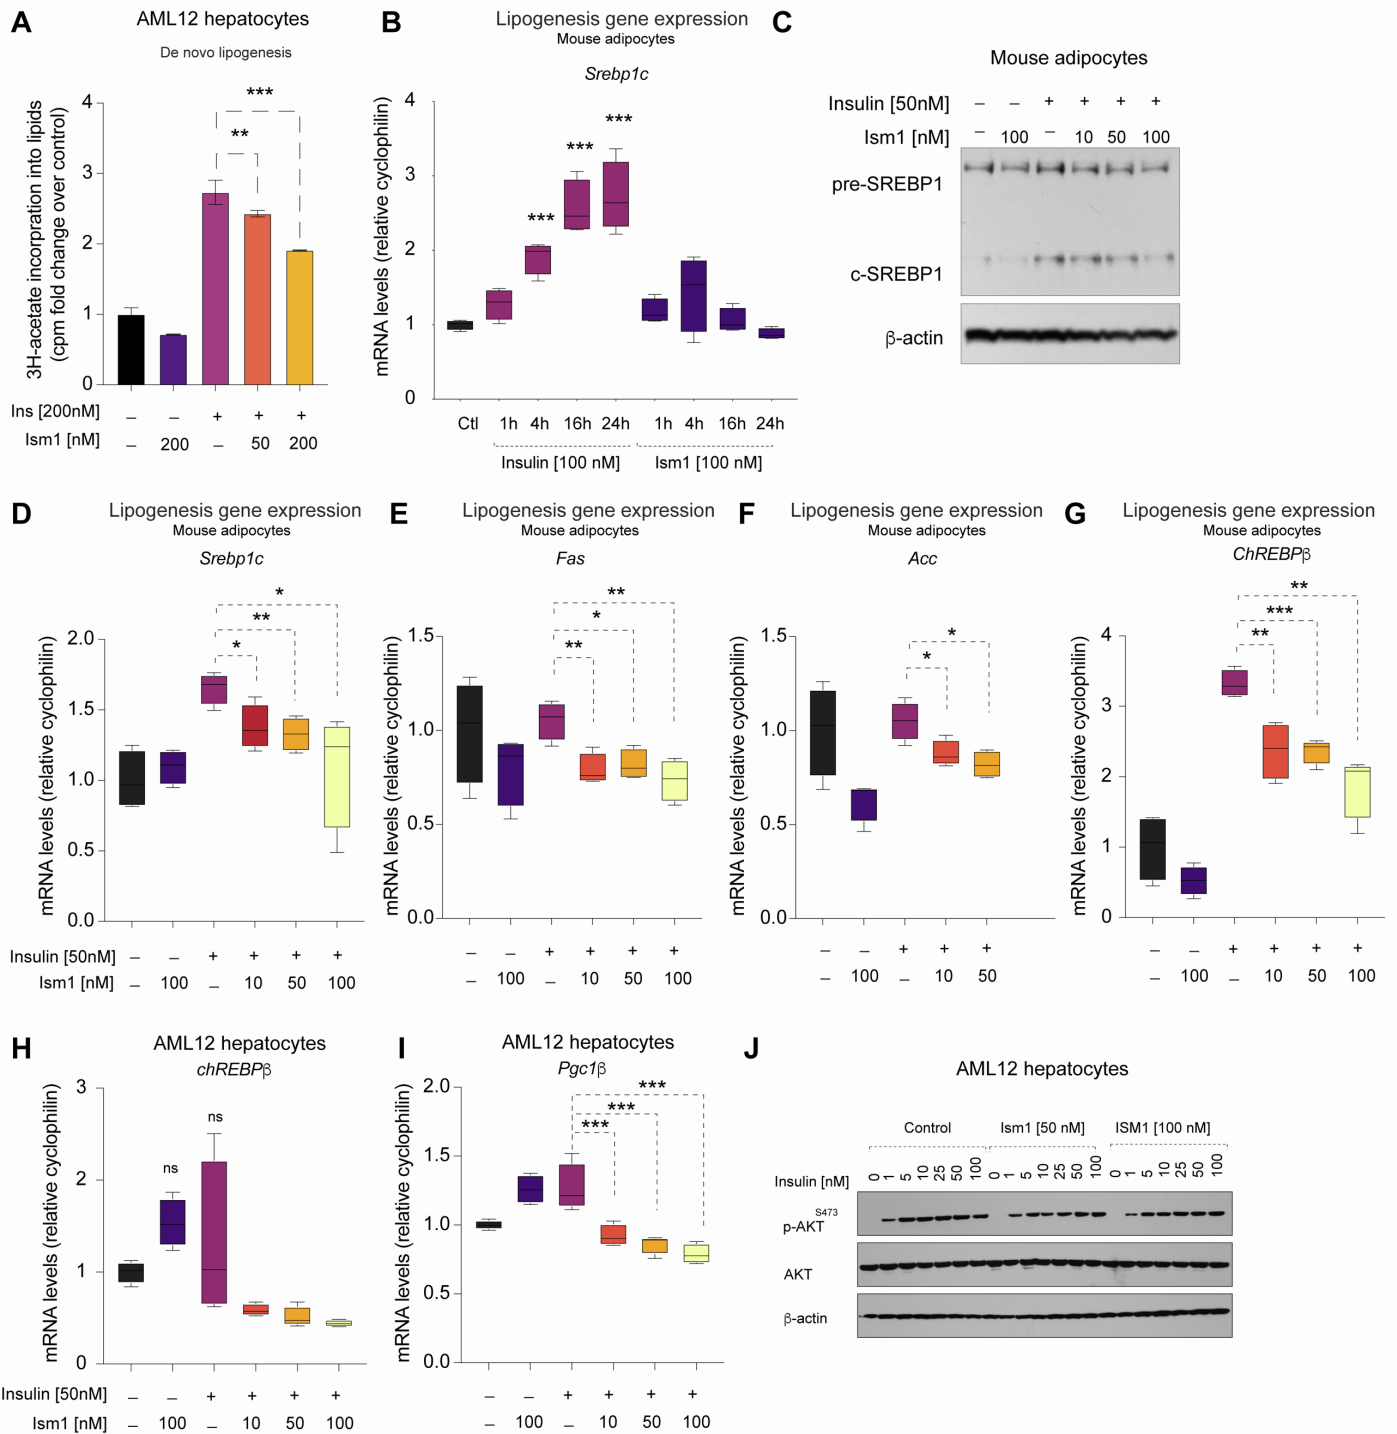 A
AML12 hepatocytes
De novo lipogenesis
3H-acetate incorpration into lipids
(cpm fold change over control)
4
3
2
1
0
***
**
Ins [200nM] – – + + +
Ism1 [nM] – 200 – 50 200
B
Lipogenesis gene expression
Mouse adipocytes
Srebp1c
mRNA levels (relative cyclophilin)
4
3
2
1
0
*** *** ***
Ctl 1h 4h 16h 24h 1h 4h 16h 24h
Insulin [100 nM] Ism1 [100 nM]
C
Mouse adipocytes
Insulin [50nM] – – + + + +
Ism1 [nM] – 100 – 10 50 100
pre-SREBP1
c-SREBP1
β-actin
D
Lipogenesis gene expression
Mouse adipocytes
Srebp1c
mRNA levels (relative cyclophilin)
2.0
1.5
1.0
0.5
0.0
*
**
*
Insulin [50nM] – – + + + +
Ism1 [nM] – 100 – 10 50 100
E
Lipogenesis gene expression
Mouse adipocytes
Fas
mRNA levels (relative cyclophilin)
1.5
1.0
0.5
0.0
**
*
**
– – + + + +
– 100 – 10 50 100
F
Lipogenesis gene expression
Mouse adipocytes
Acc
mRNA levels (relative cyclophilin)
1.5
1.0
0.5
0.0
*
*
– – + + +
– 100 – 10 50
G
Lipogenesis gene expression
Mouse adipocytes
ChREBPβ
mRNA levels (relative cyclophilin)
4
3
2
1
0
**
***
**
– – + + + +
– 100 – 10 50 100
H
AML12 hepatocytes
chREBPβ
mRNA levels (relative cyclophilin)
3
2
1
0
ns ns
Insulin [50nM] – – + + + +
Ism1 [nM] – 100 – 10 50 100
I
AML12 hepatocytes
Pgc1β
mRNA levels (relative cyclophilin)
2.0
1.5
1.0
0.5
0.0
***
***
***
– – + + + +
– 100 – 10 50 100
J
AML12 hepatocytes
Control Ism1 [50 nM] ISM1 [100 nM]
Insulin [nM] 0 1 5 10 25 50 100 0 1 5 10 25 50 100 0 1 5 10 25 50 100
p-AKT S473
AKT
β-actin